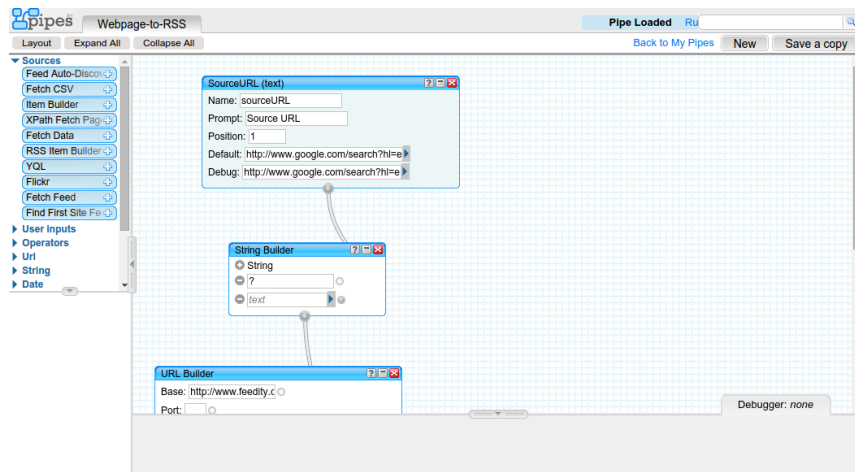 pipes Webpage-to-RSS Pipe Loaded Ru
Layout Expand All Collapse All Back to My Pipes New Save a copy
Sources
Feed Auto-Discov
Fetch CSV
Item Builder
XPath Fetch Page
Fetch Data
RSS Item Builder
YQL
Flickr
Fetch Feed
Find First Site Fe
User Inputs
Operators
Url
String
Date
SourceURL (text) ?
Name: sourceURL
Prompt: Source URL
Position: 1
Default: http://www.google.com/search?hl=e
Debug: http://www.google.com/search?hl=e
String Builder ?
String
?
text
URL Builder ?
Base: http://www.feedity.c
Port:
Debugger: none